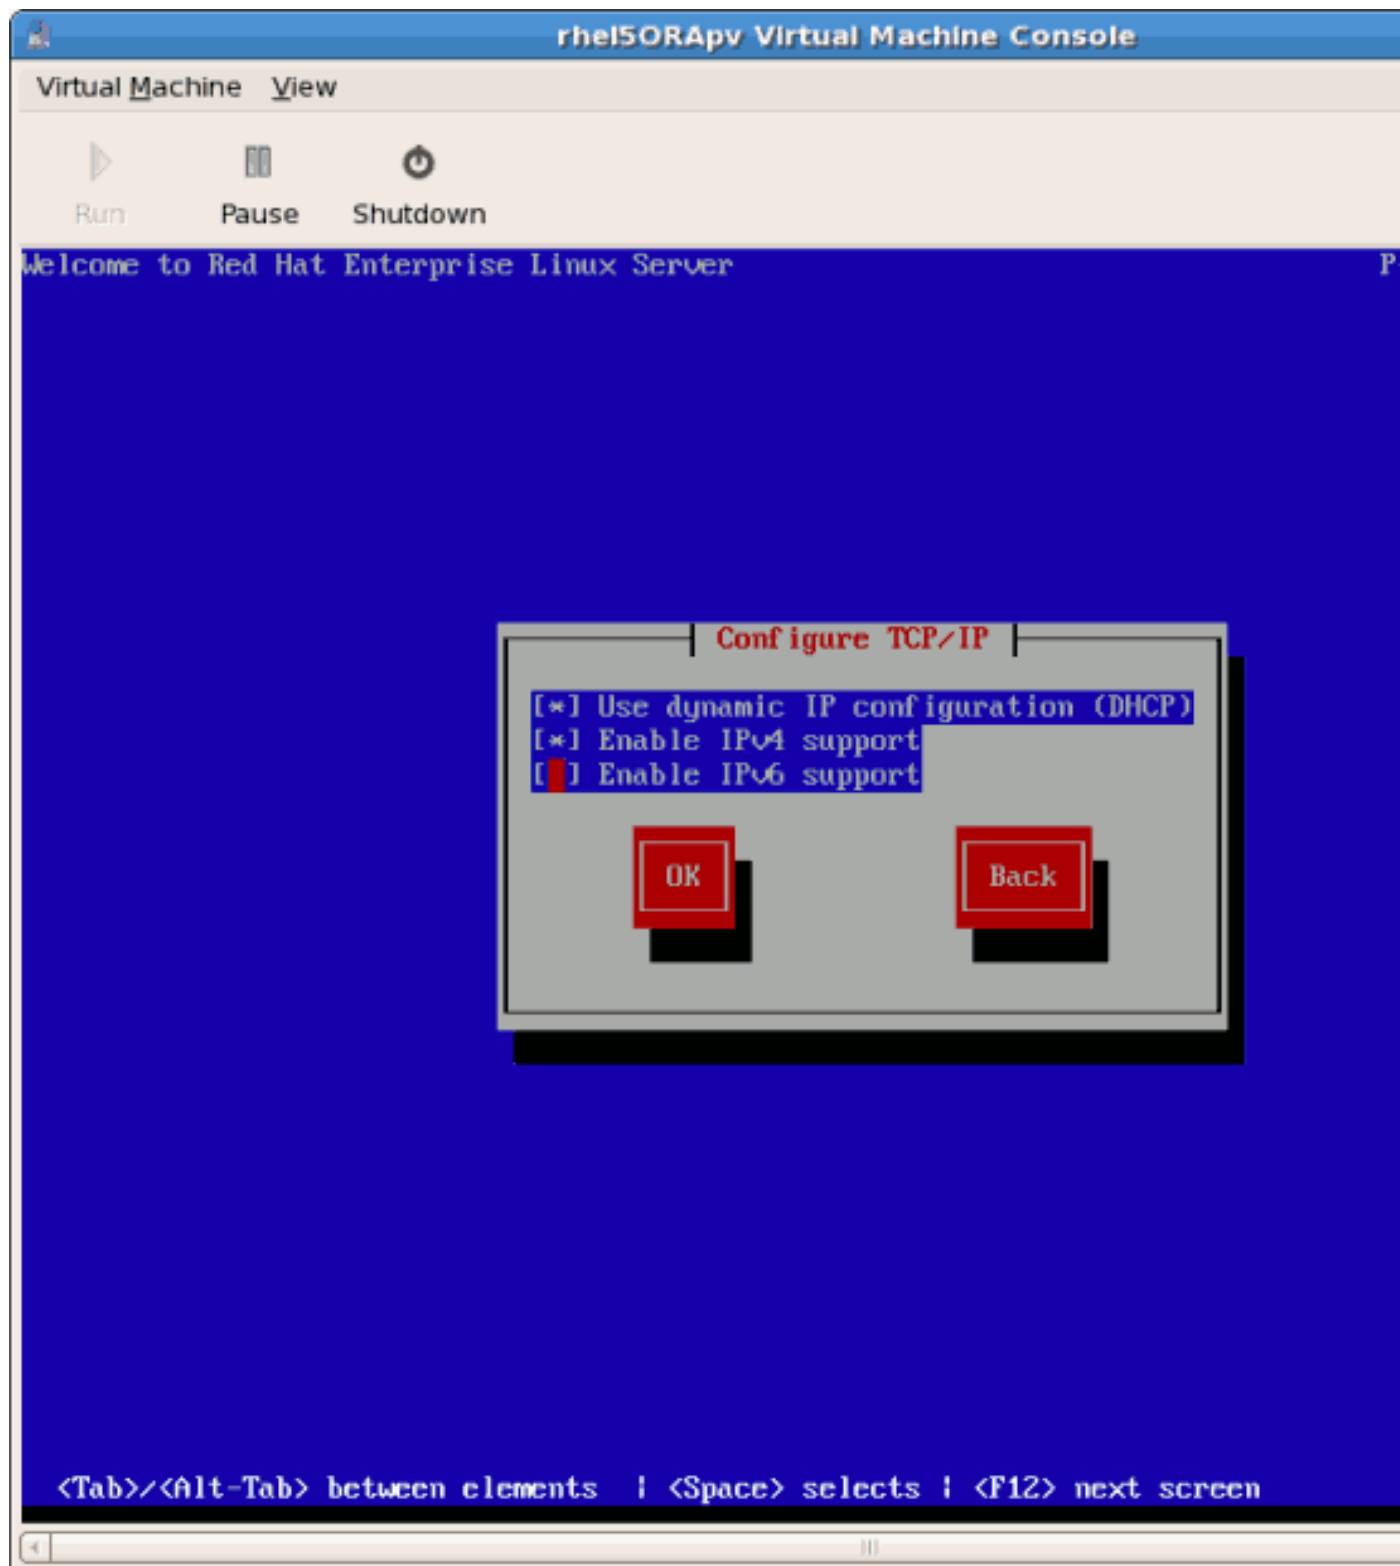 rhel5ORApv Virtual Machine Console
Virtual Machine View
Run Pause Shutdown
Welcome to Red Hat Enterprise Linux Server P
Configure TCP/IP
[*] Use dynamic IP configuration (DHCP)
[*] Enable IPv4 support
[ ] Enable IPv6 support
OK Back
<Tab>/<Alt-Tab> between elements | <Space> selects | <F12> next screen